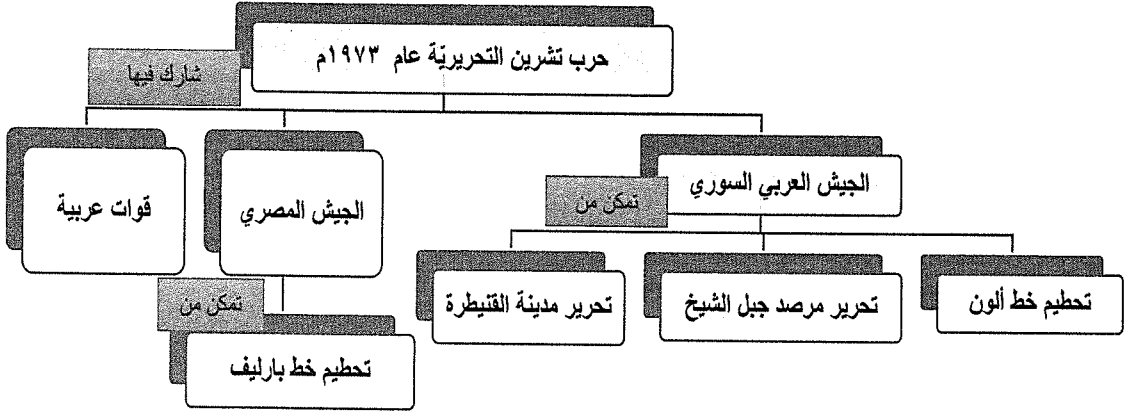 حرب تشرين التحريريّة عام ١٩٧٣م
شارك فيها
الجيش العربي السوري
الجيش المصري
قوات عربية
تمكن من
تحطيم خط ألون
تحرير مرصد جبل الشيخ
تحرير مدينة القنيطرة
تمكن من
تحطيم خط بارليف